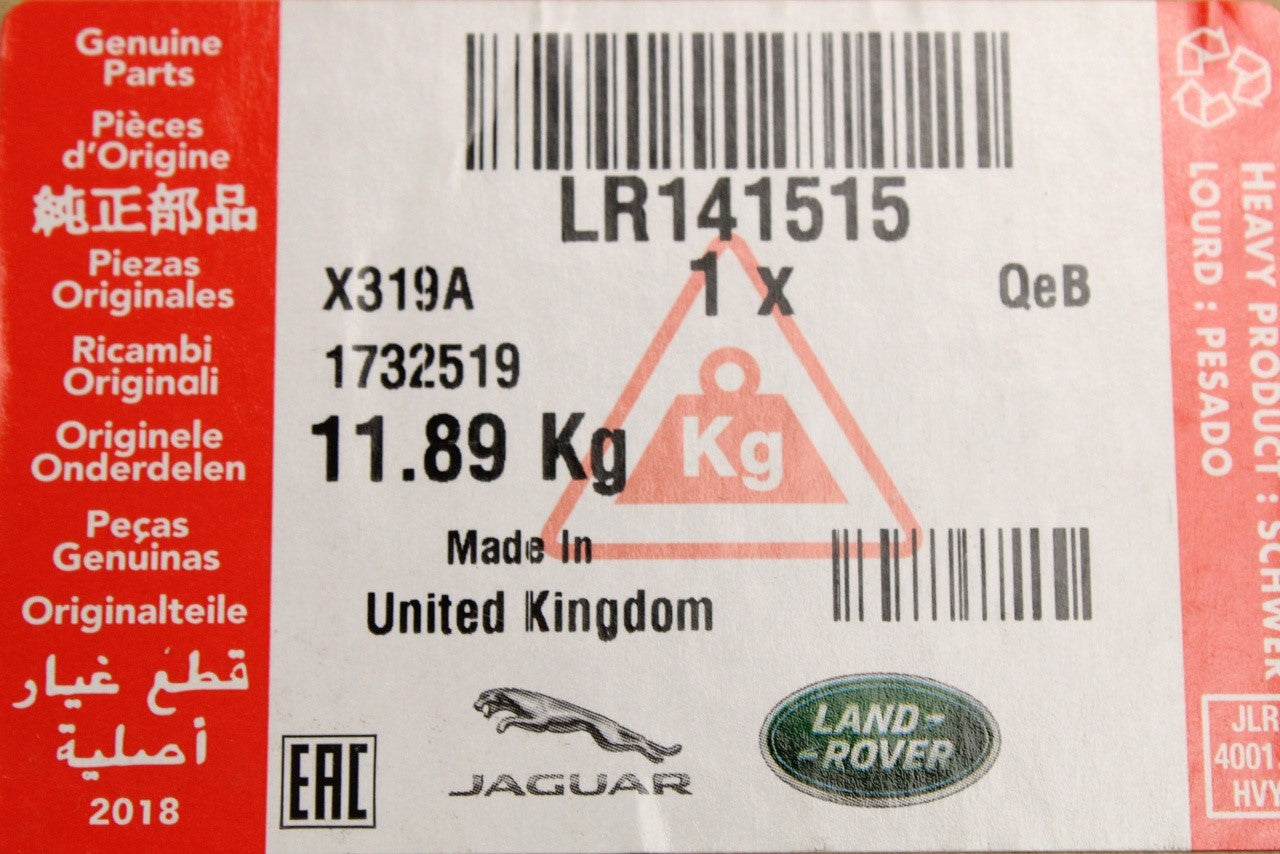 Genuine
Parts
Pièces
d'Origine
純正部品
Piezas
Originales
Ricambi
Originali
Originele
Onderdelen
Peças
Genuinas
Originalteile
قطع غيار
أصلية
2018
LR141515
X319A
1 x
QeB
1732519
11.89 Kg
Kg
Made In
United Kingdom
EAC
JAGUAR
LAND-
-ROVER
HEAVY PRODUCT : SCHWER
LOURD : PESADO
JLR
4001.
HVY